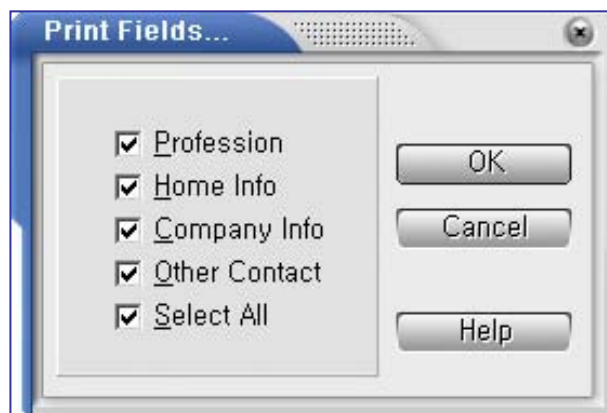 Print Fields...
Profession
Home Info
Company Info
Other Contact
Select All
OK
Cancel
Help